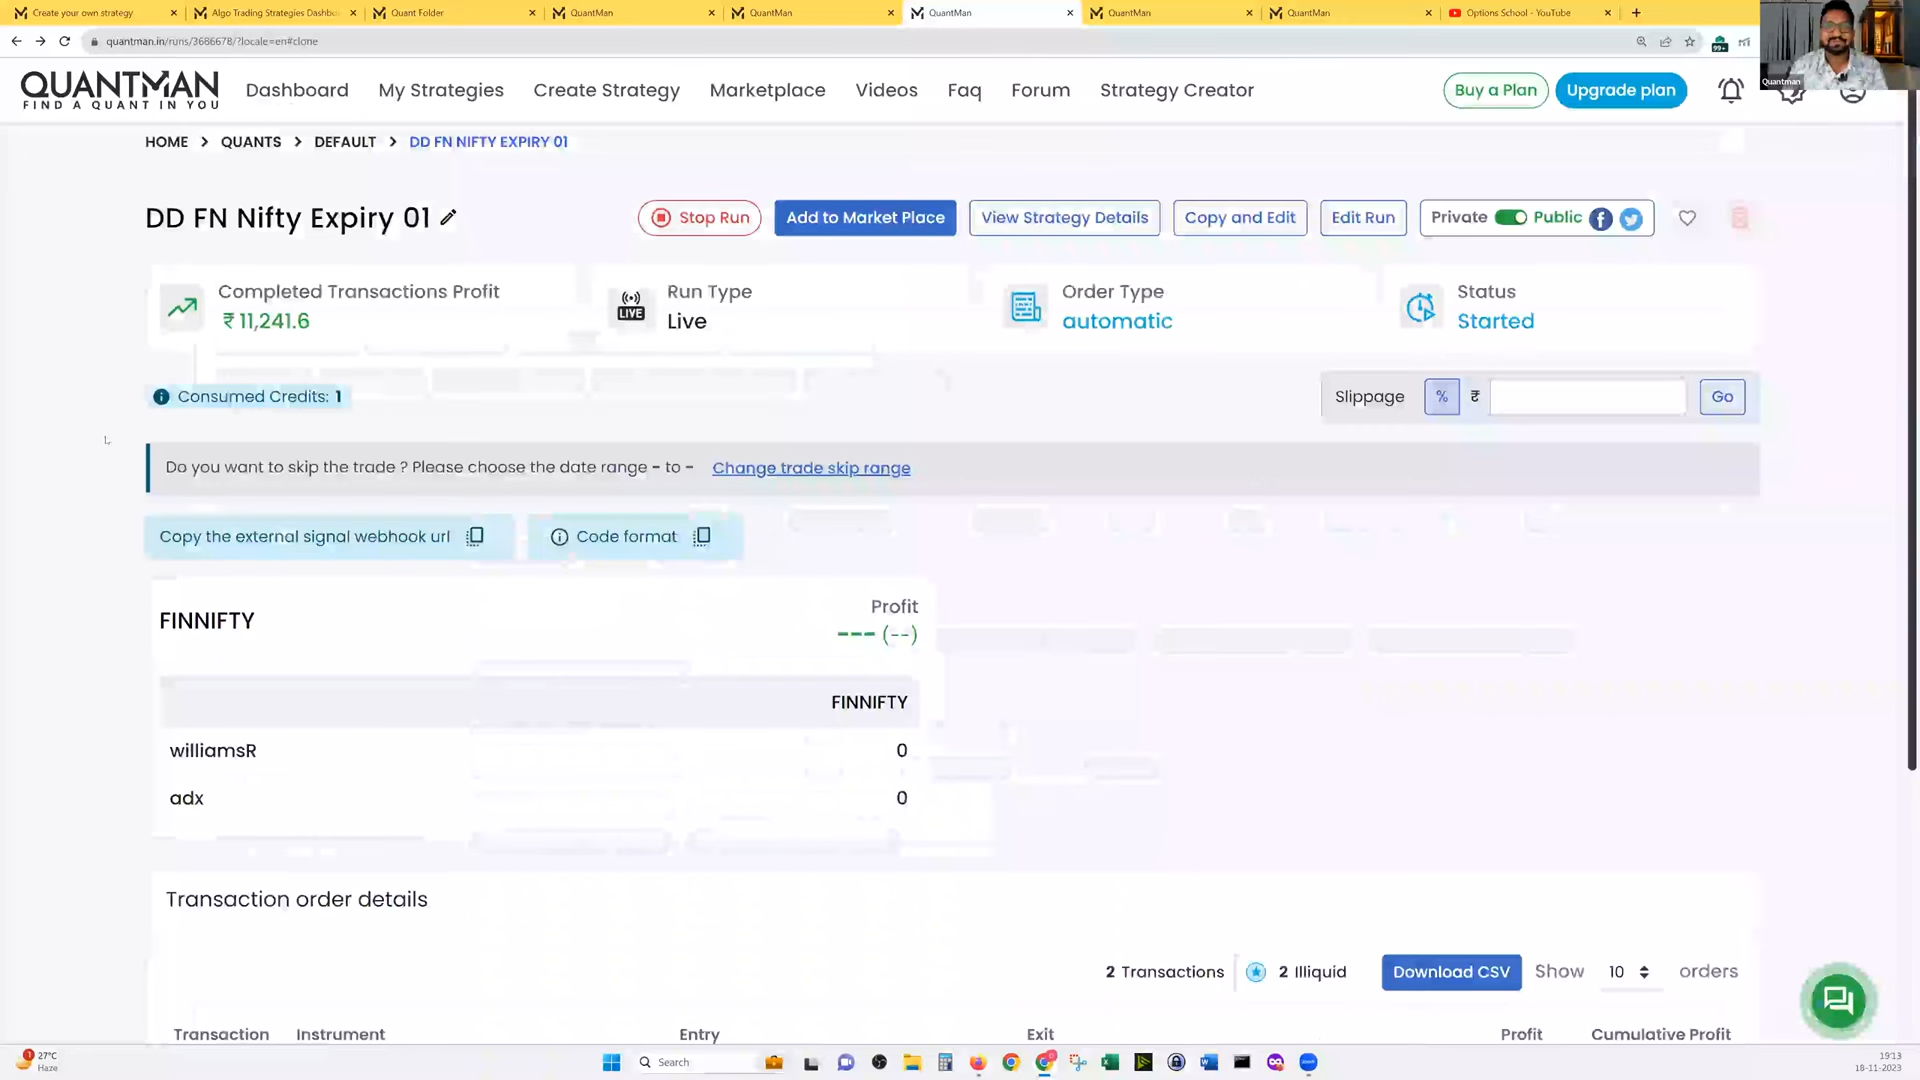 Create your own strategy
Algo Trading Strategies Dashbo
Quant Folder
QuantMan
QuantMan
QuantMan
QuantMan
QuantMan
Options School - YouTube
quantman.in/runs/3686678/?locale=en#clone
99+
Quantman
QUANTMAN
FIND A QUANT IN YOU
Dashboard
My Strategies
Create Strategy
Marketplace
Videos
Faq
Forum
Strategy Creator
Buy a Plan
Upgrade plan
HOME > QUANTS > DEFAULT > DD FN NIFTY EXPIRY 01
DD FN Nifty Expiry 01
Stop Run
Add to Market Place
View Strategy Details
Copy and Edit
Edit Run
Private
Public
Completed Transactions Profit
₹ 11,241.6
LIVE
Run Type
Live
Order Type
automatic
Status
Started
Consumed Credits: 1
Slippage % ₹
Go
Do you want to skip the trade ? Please choose the date range - to - Change trade skip range
Copy the external signal webhook url
Code format
FINNIFTY
Profit
--- (--)
FINNIFTY
williamsR 0
adx 0
Transaction order details
2 Transactions
2 Illiquid
Download CSV
Show 10 orders
Transaction Instrument Entry Exit Profit Cumulative Profit
1
27°C
Haze
Search
19:13
18-11-2023